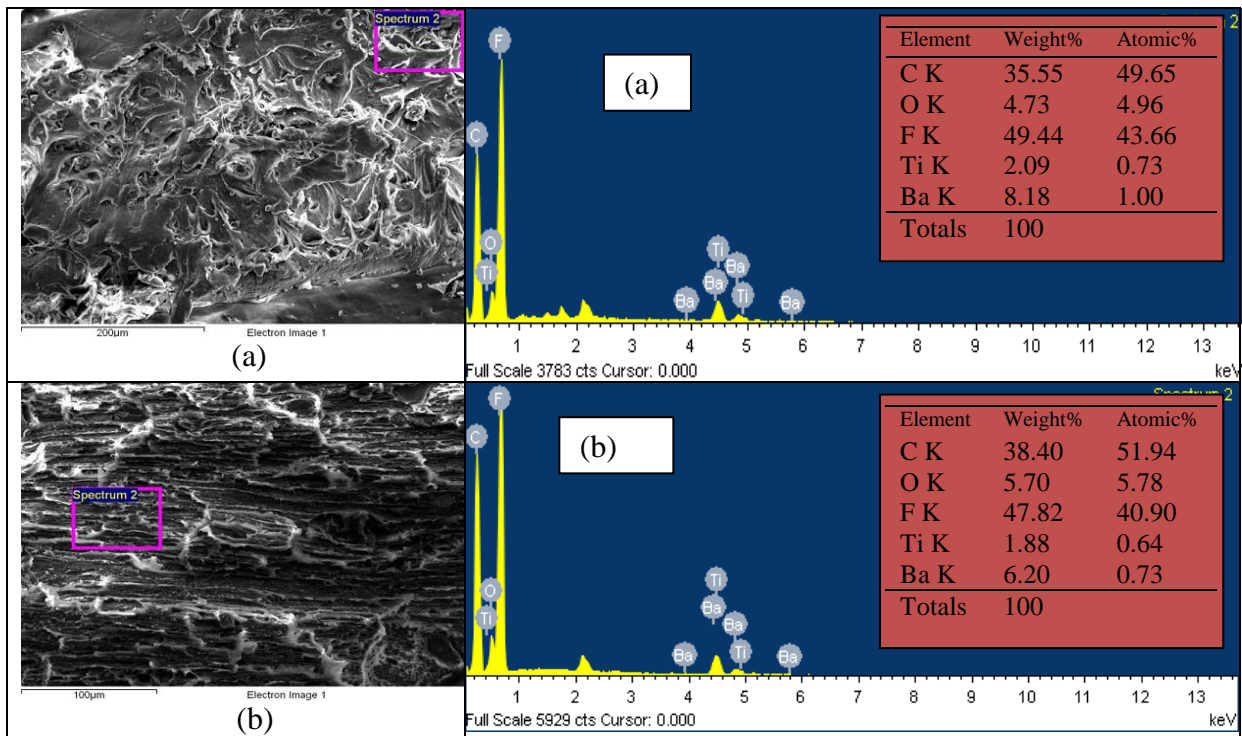 Spectrum 2
200µm Electron Image 1
(a)
F
C
O
Ti
Ti
Ba
Ba
Ba
Ti
Ba
(a)
Spectrum 2
Element Weight% Atomic%
C K 35.55 49.65
O K 4.73 4.96
F K 49.44 43.66
Ti K 2.09 0.73
Ba K 8.18 1.00
Totals 100
1 2 3 4 5 6 7 8 9 10 11 12 13
Full Scale 3783 cts Cursor: 0.000 keV
Spectrum 2
100µm Electron Image 1
(b)
F
C
O
Ti
Ti
Ba
Ba
Ba
Ti
Ba
(b)
Spectrum 2
Element Weight% Atomic%
C K 38.40 51.94
O K 5.70 5.78
F K 47.82 40.90
Ti K 1.88 0.64
Ba K 6.20 0.73
Totals 100
1 2 3 4 5 6 7 8 9 10 11 12 13
Full Scale 5929 cts Cursor: 0.000 keV